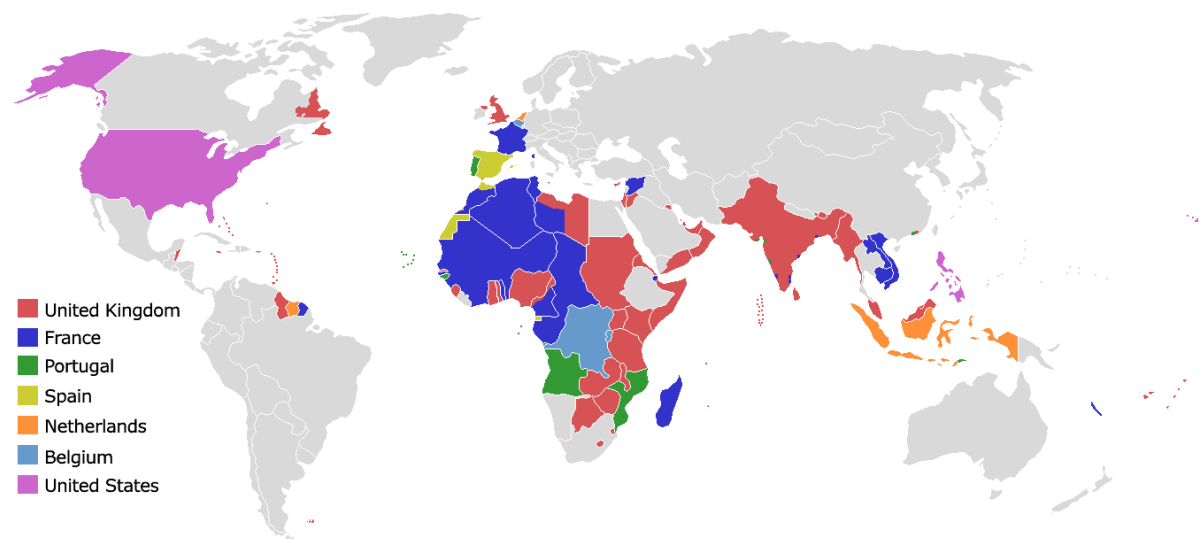 United Kingdom
France
Portugal
Spain
Netherlands
Belgium
United States